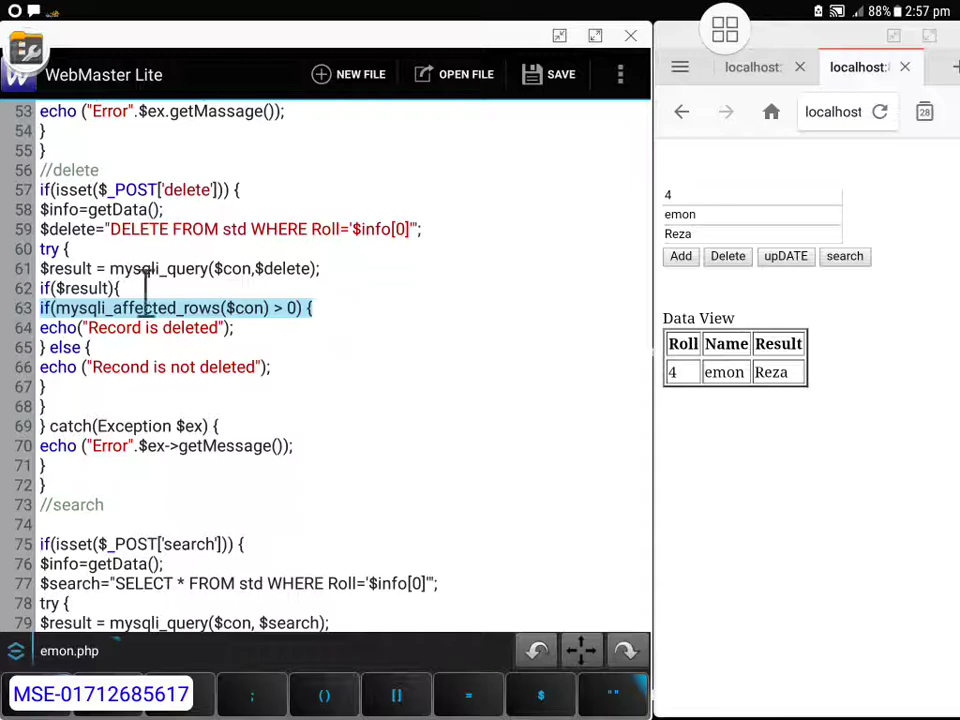 88% 2:57 pm
WebMaster Lite NEW FILE OPEN FILE SAVE
53 echo ("Error".$ex.getMassage());
54 }
55 }
56 //delete
57 if(isset($_POST['delete'])) {
58 $info=getData();
59 $delete="DELETE FROM std WHERE Roll='$info[0]'";
60 try {
61 $result = mysqli_query($con,$delete);
62 if($result){
63 if(mysqli_affected_rows($con) > 0) {
64 echo("Record is deleted");
65 } else {
66 echo ("Recond is not deleted");
67 }
68 }
69 } catch(Exception $ex) {
70 echo ("Error".$ex->getMessage());
71 }
72 }
73 //search
74
75 if(isset($_POST['search'])) {
76 $info=getData();
77 $search="SELECT * FROM std WHERE Roll='$info[0]'";
78 try {
79 $result = mysqli_query($con, $search);
emon.php
MSE-01712685617 ; () [] = $ ""
localhost: localhost:
localhost 28
4
emon
Reza
Add Delete upDATE search
Data View
Roll Name Result
4 emon Reza